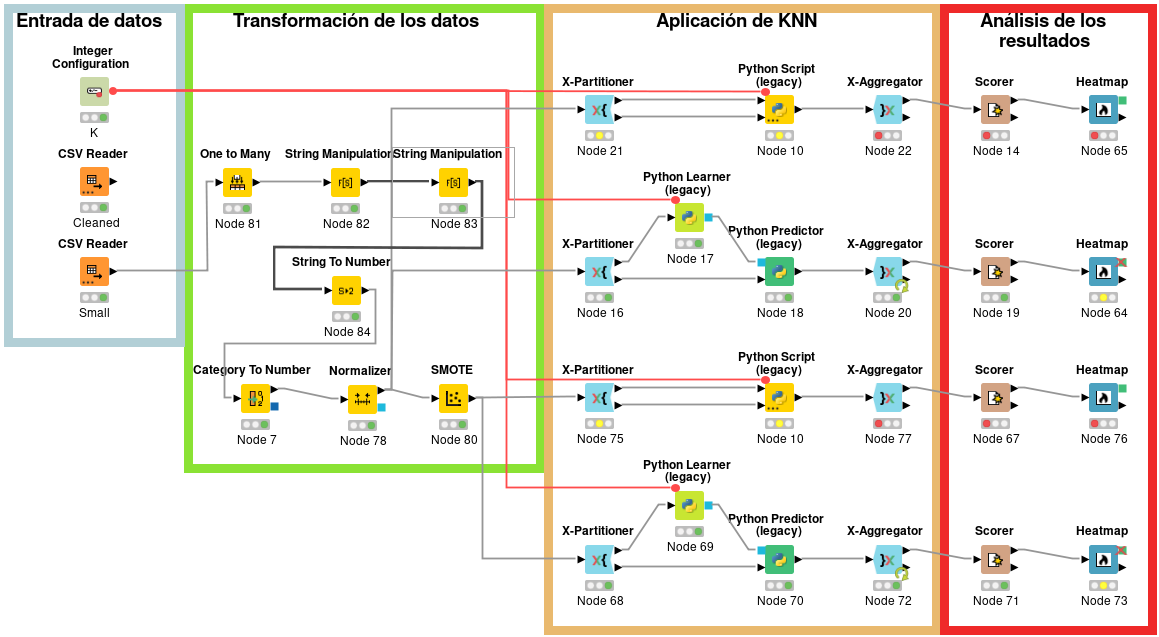 Entrada de datos
Integer
Configuration
K
CSV Reader
Cleaned
CSV Reader
Small
Transformación de los datos
One to Many
Node 81
String Manipulation
Node 82
String Manipulation
Node 83
String To Number
S▸2
Node 84
Category To Number
Node 7
Normalizer
Node 78
SMOTE
Node 80
Aplicación de KNN
X-Partitioner
Node 21
Python Script
(legacy)
Node 10
X-Aggregator
Node 22
Python Learner
(legacy)
Node 17
X-Partitioner
Node 16
Python Predictor
(legacy)
Node 18
X-Aggregator
Node 20
X-Partitioner
Node 75
Python Script
(legacy)
Node 10
X-Aggregator
Node 77
Python Learner
(legacy)
Node 69
X-Partitioner
Node 68
Python Predictor
(legacy)
Node 70
X-Aggregator
Node 72
Análisis de los
resultados
Scorer
Node 14
Heatmap
Node 65
Scorer
Node 19
Heatmap
Node 64
Scorer
Node 67
Heatmap
Node 76
Scorer
Node 71
Heatmap
Node 73